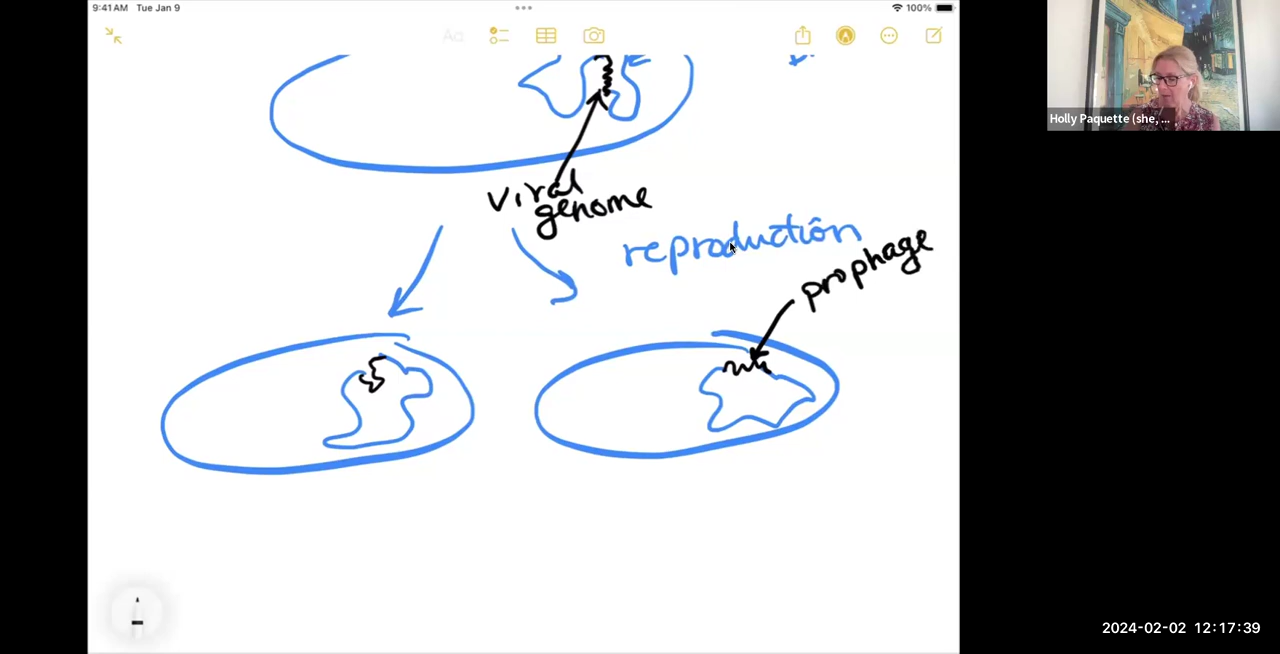 9:41 AM Tue Jan 9
100%
Aa
viral
genome
reproduction
prophage
Holly Paquette (she, ...
2024-02-02 12:17:39